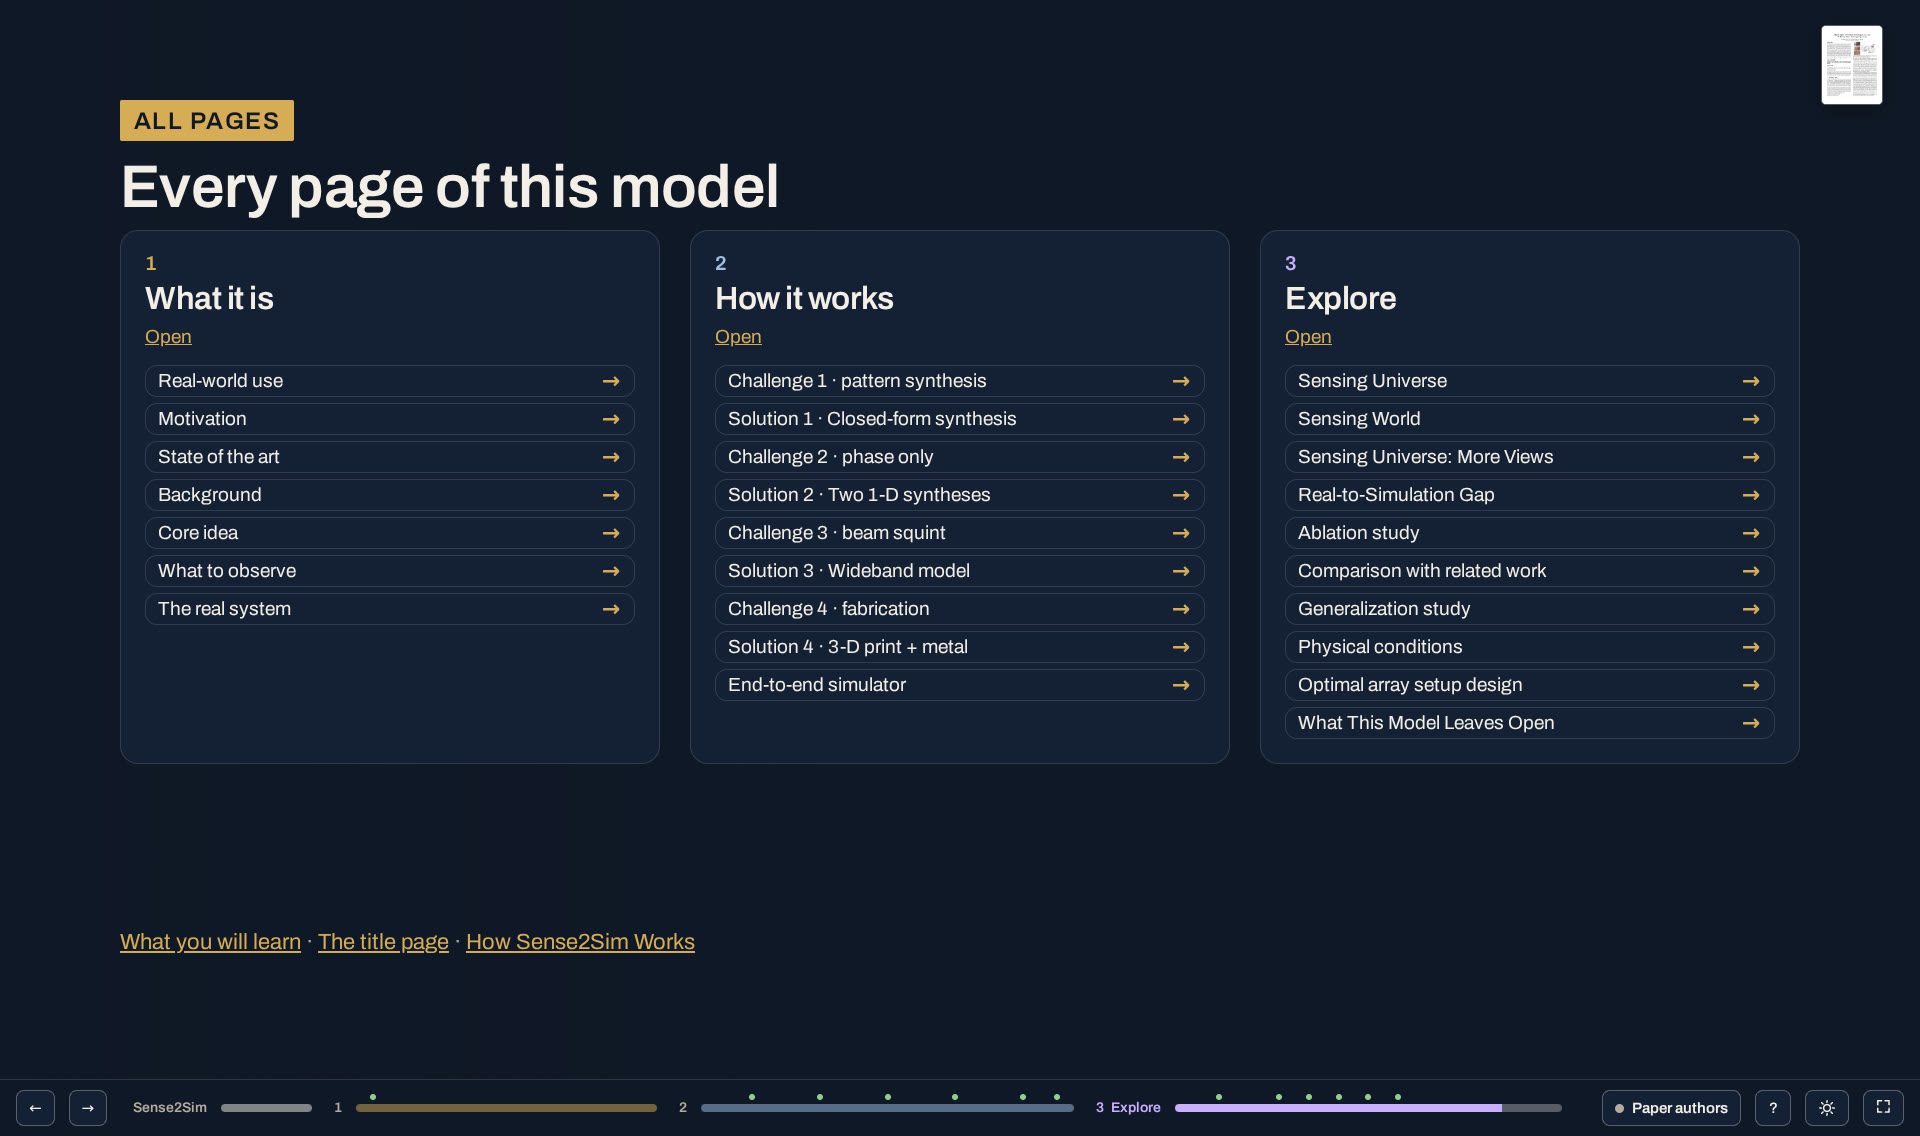 ALL PAGES
Every page of this model
1
What it is
Open
Real-world use →
Motivation →
State of the art →
Background →
Core idea →
What to observe →
The real system →
2
How it works
Open
Challenge 1 · pattern synthesis →
Solution 1 · Closed-form synthesis →
Challenge 2 · phase only →
Solution 2 · Two 1-D syntheses →
Challenge 3 · beam squint →
Solution 3 · Wideband model →
Challenge 4 · fabrication →
Solution 4 · 3-D print + metal →
End-to-end simulator →
3
Explore
Open
Sensing Universe →
Sensing World →
Sensing Universe: More Views →
Real-to-Simulation Gap →
Ablation study →
Comparison with related work →
Generalization study →
Physical conditions →
Optimal array setup design →
What This Model Leaves Open →
What you will learn · The title page · How Sense2Sim Works
← → Sense2Sim 1 2 3 Explore Paper authors ?